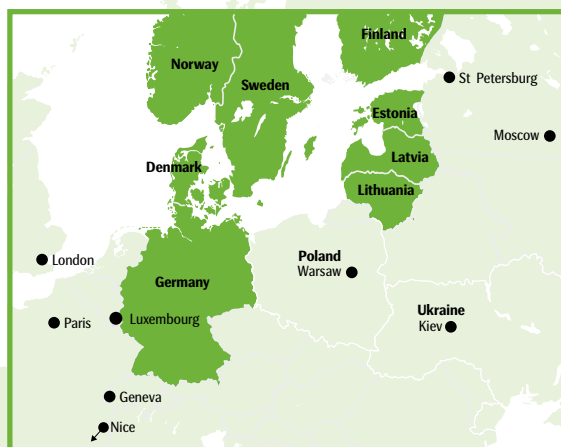 Finland
Norway
St Petersburg
Sweden
Estonia
Moscow
Latvia
Denmark
Lithuania
London
Poland
Warsaw
Germany
Ukraine
Kiev
Paris
Luxembourg
Geneva
Nice